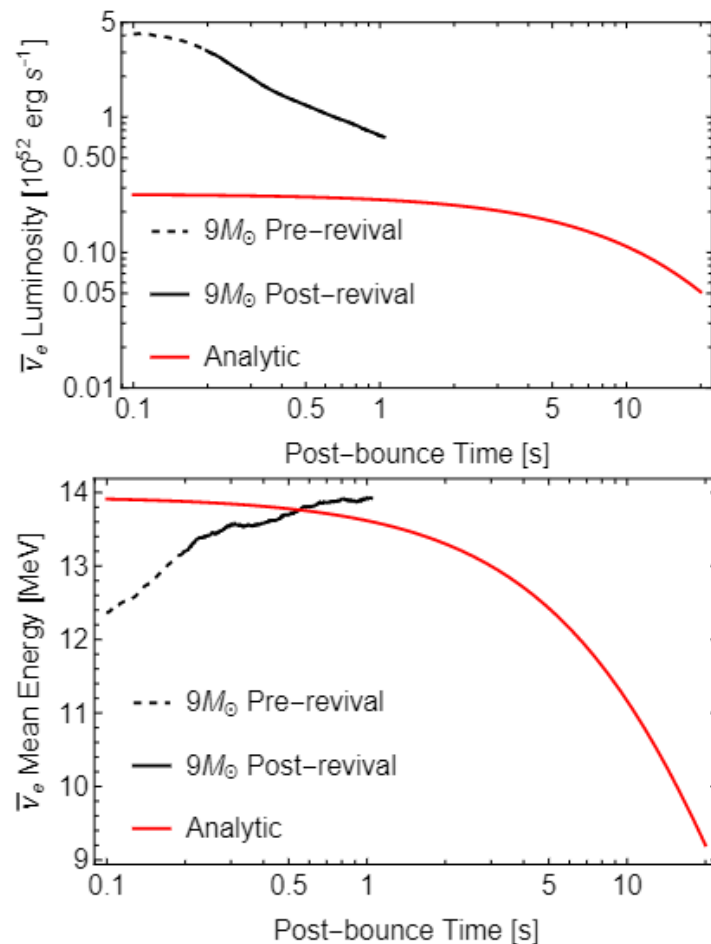 5
1
0.50
0.10
0.05
0.01
ν̅ₑ Luminosity [10⁵² erg s⁻¹]
9M⊙ Pre−revival
9M⊙ Post−revival
Analytic
0.1 0.5 1 5 10
Post−bounce Time [s]
14
13
12
11
10
9
ν̅ₑ Mean Energy [MeV]
9M⊙ Pre−revival
9M⊙ Post−revival
Analytic
0.1 0.5 1 5 10
Post−bounce Time [s]